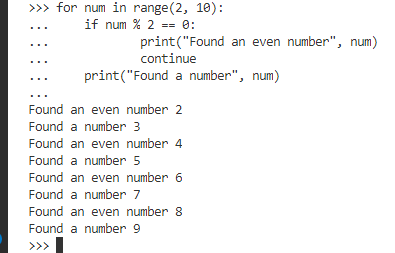 >>> for num in range(2, 10):
...     if num % 2 == 0:
...             print("Found an even number", num)
...             continue
...     print("Found a number", num)
...
Found an even number 2
Found a number 3
Found an even number 4
Found a number 5
Found an even number 6
Found a number 7
Found an even number 8
Found a number 9
>>>